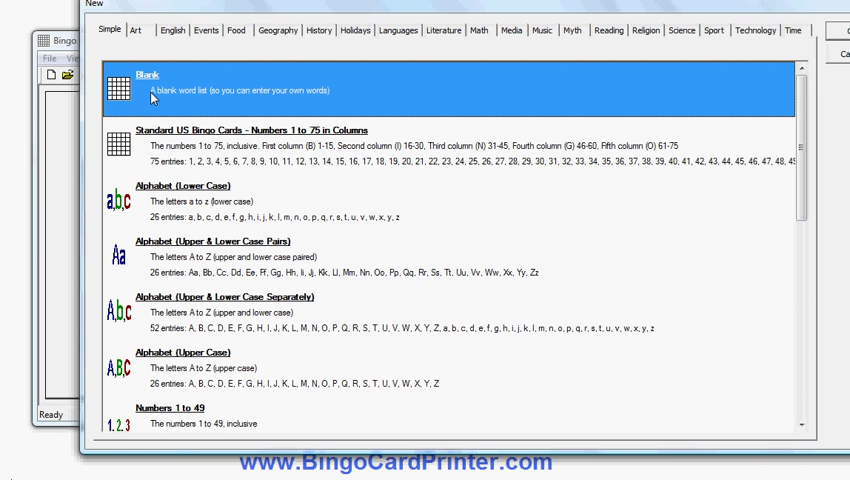 New
Bingo
File
Simple Art English Events Food Geography History Holidays Languages Literature Math Media Music Myth Reading Religion Science Sport Technology Time
Blank
A blank word list (so you can enter your own words)
Standard US Bingo Cards - Numbers 1 to 75 in Columns
The numbers 1 to 75, inclusive. First column (B) 1-15, Second column (I) 16-30, Third column (N) 31-45, Fourth column (G) 46-60, Fifth column (O) 61-75
75 entries: 1, 2, 3, 4, 5, 6, 7, 8, 9, 10, 11, 12, 13, 14, 15, 16, 17, 18, 19, 20, 21, 22, 23, 24, 25, 26, 27, 28, 29, 30, 31, 32, 33, 34, 35, 36, 37, 38, 39, 40, 41, 42, 43, 44, 45, 46, 47, 48,
a,b,c
Alphabet (Lower Case)
The letters a to z (lower case)
26 entries: a, b, c, d, e, f, g, h, i, j, k, l, m, n, o, p, q, r, s, t, u, v, w, x, y, z
Aa
Alphabet (Upper & Lower Case Pairs)
The letters A to Z (upper and lower case paired)
26 entries: Aa, Bb, Cc, Dd, Ee, Ff, Gg, Hh, Ii, Jj, Kk, Ll, Mm, Nn, Oo, Pp, Qq, Rr, Ss, Tt, Uu, Vv, Ww, Xx, Yy, Zz
A,b,c
Alphabet (Upper & Lower Case Separately)
The letters A to Z (upper and lower case)
52 entries: A, B, C, D, E, F, G, H, I, J, K, L, M, N, O, P, Q, R, S, T, U, V, W, X, Y, Z, a, b, c, d, e, f, g, h, i, j, k, l, m, n, o, p, q, r, s, t, u, v, w, x, y, z
A,B,C
Alphabet (Upper Case)
The letters A to Z (upper case)
26 entries: A, B, C, D, E, F, G, H, I, J, K, L, M, N, O, P, Q, R, S, T, U, V, W, X, Y, Z
1,2,3
Numbers 1 to 49
The numbers 1 to 49, inclusive
Ready
www.BingoCardPrinter.com